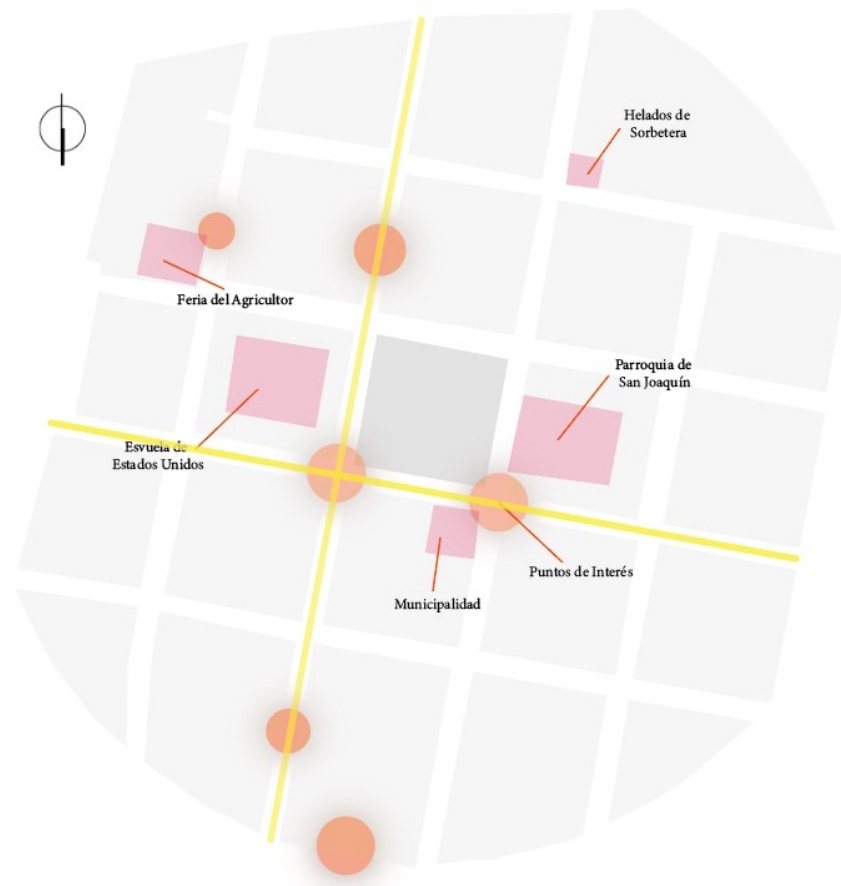 Helados de
Sorbetera
Feria del Agricultor
Parroquia de
San Joaquín
Esvuela de
Estados Unidos
Puntos de Interés
Municipalidad